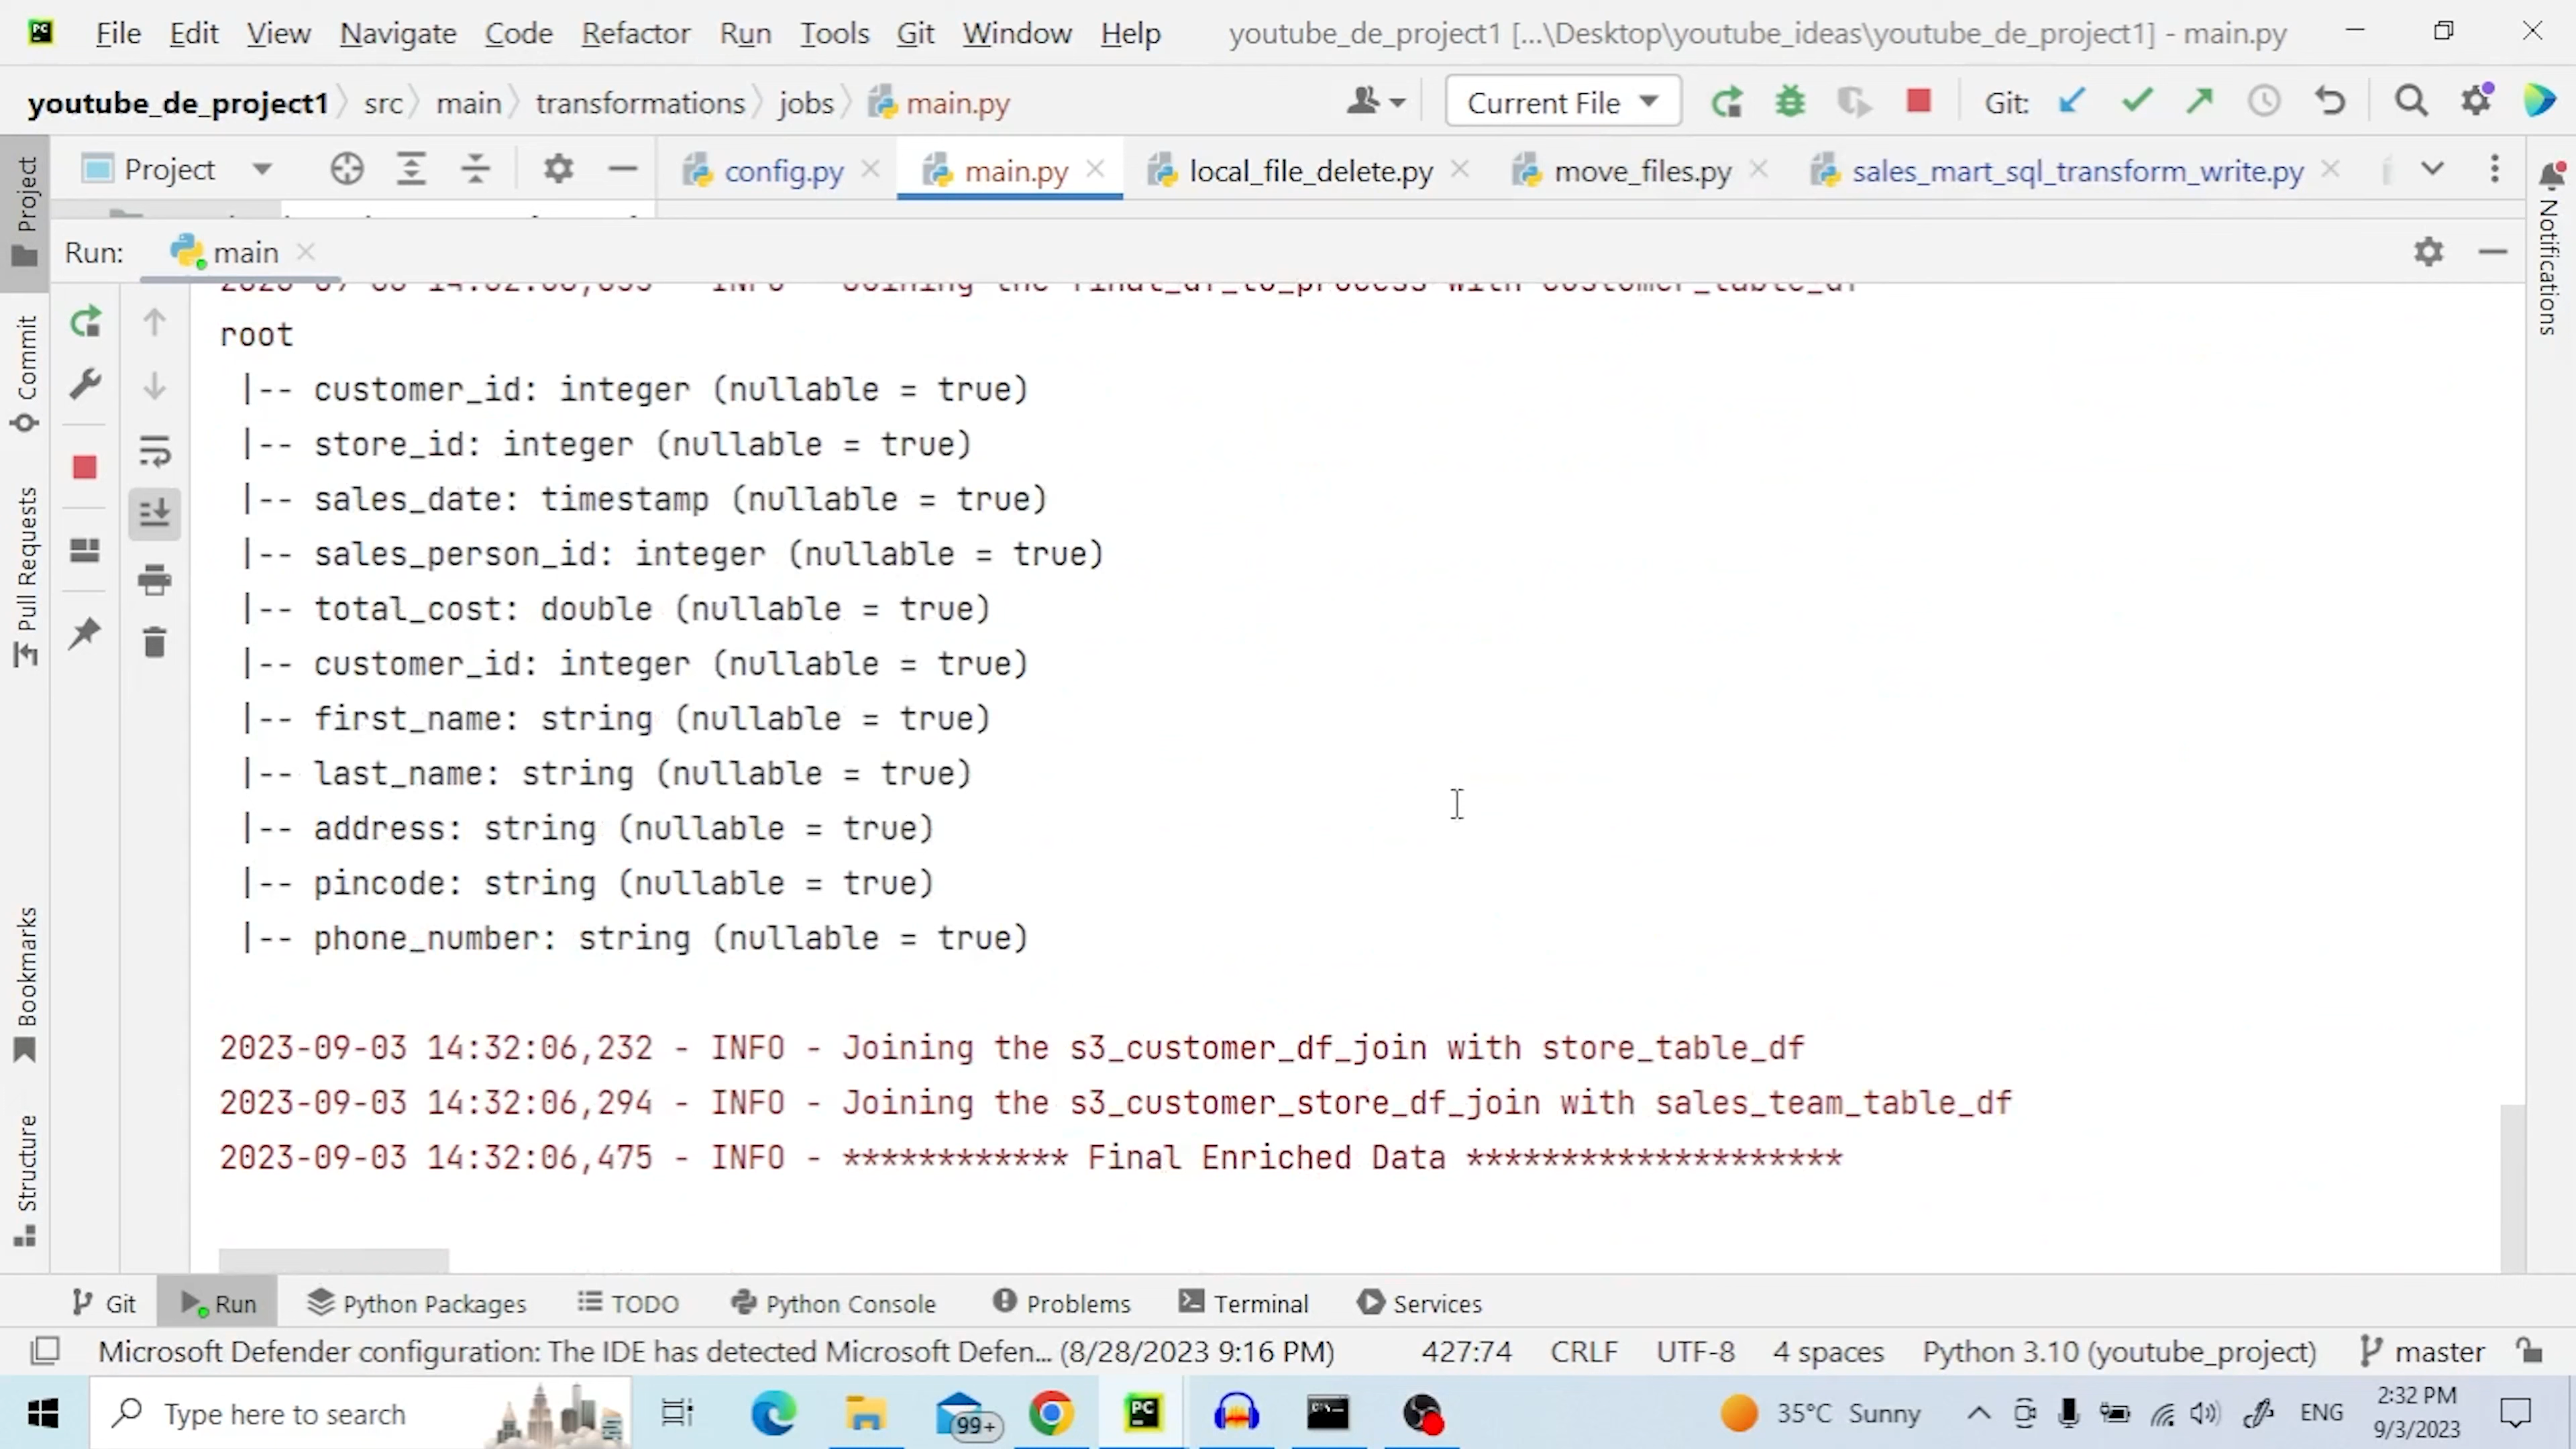 File Edit View Navigate Code Refactor Run Tools Git Window Help youtube_de_project1 [...\Desktop\youtube_ideas\youtube_de_project1] - main.py
youtube_de_project1 src main transformations jobs main.py Current File Git:
Project config.py main.py local_file_delete.py move_files.py sales_mart_sql_transform_write.py
Run: main
INFO - Joining the final_df_to_process with customer_table_df
root
|-- customer_id: integer (nullable = true)
|-- store_id: integer (nullable = true)
|-- sales_date: timestamp (nullable = true)
|-- sales_person_id: integer (nullable = true)
|-- total_cost: double (nullable = true)
|-- customer_id: integer (nullable = true)
|-- first_name: string (nullable = true)
|-- last_name: string (nullable = true)
|-- address: string (nullable = true)
|-- pincode: string (nullable = true)
|-- phone_number: string (nullable = true)
2023-09-03 14:32:06,232 - INFO - Joining the s3_customer_df_join with store_table_df
2023-09-03 14:32:06,294 - INFO - Joining the s3_customer_store_df_join with sales_team_table_df
2023-09-03 14:32:06,475 - INFO - ************ Final Enriched Data ********************
Project
Commit
Pull Requests
Bookmarks
Structure
Notifications
Git Run Python Packages TODO Python Console Problems Terminal Services
Microsoft Defender configuration: The IDE has detected Microsoft Defen... (8/28/2023 9:16 PM) 427:74 CRLF UTF-8 4 spaces Python 3.10 (youtube_project) master
Type here to search 99+ PC 35°C Sunny ENG 2:32 PM
9/3/2023